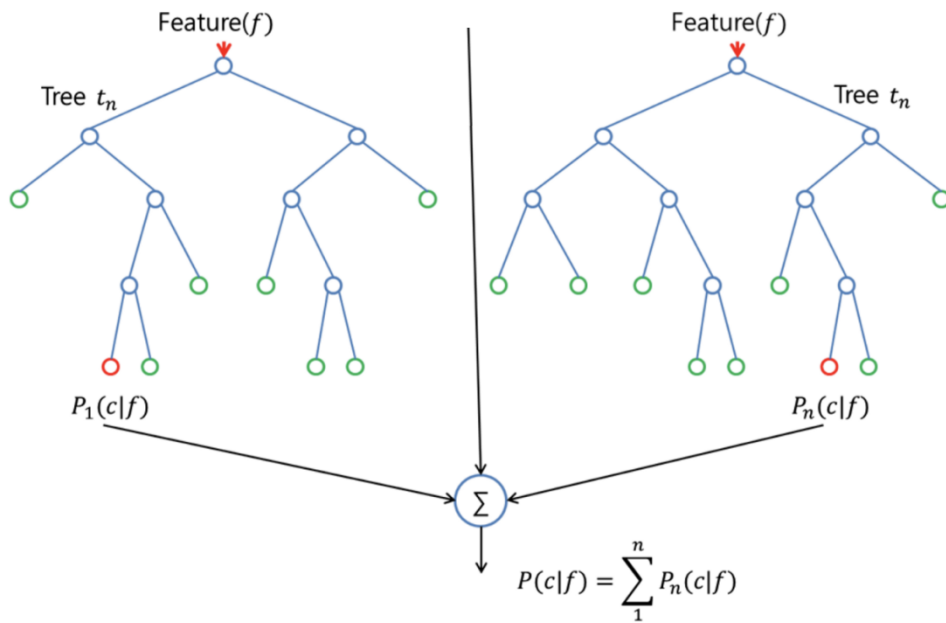 Feature(f)
Feature(f)
Tree tₙ
Tree tₙ
P₁(c|f)
Pₙ(c|f)
Σ
P(c|f) = ∑₁ⁿ Pₙ(c|f)